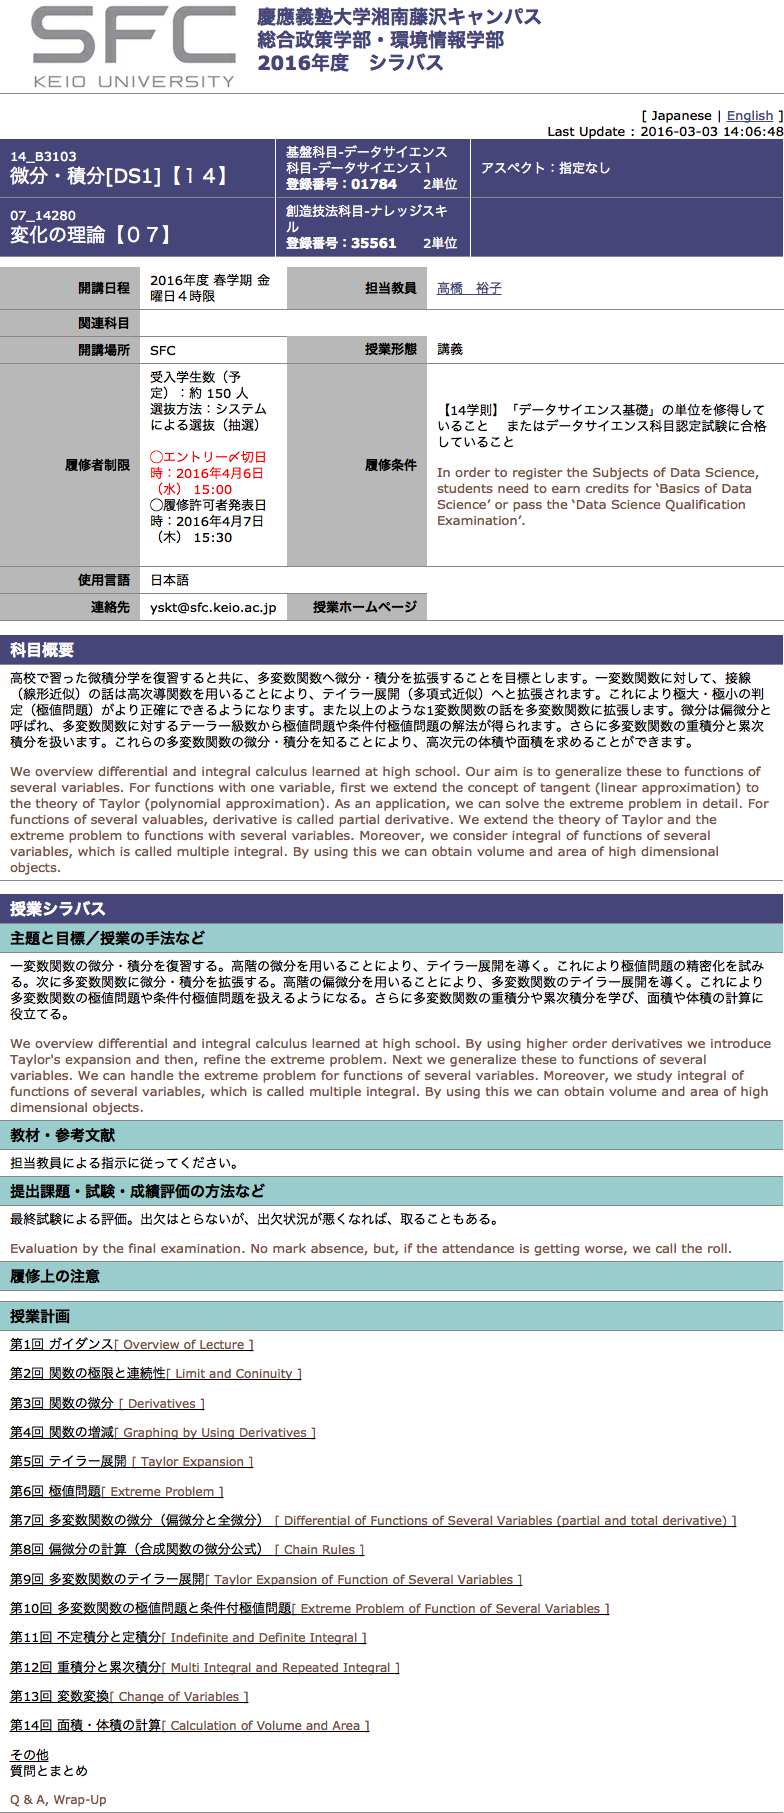 SFC
KEIO UNIVERSITY
慶應義塾大学湘南藤沢キャンパス
総合政策学部・環境情報学部
2016年度　シラバス
[ Japanese | English ]
Last Update : 2016-03-03 14:06:48
14_B3103
微分・積分[DS1]【１４】
基盤科目-データサイエンス
科目-データサイエンス１
登録番号：01784　　2単位
アスペクト：指定なし
07_14280
変化の理論【０７】
創造技法科目-ナレッジスキ
ル
登録番号：35561　　2単位
開講日程
2016年度 春学期 金
曜日４時限
担当教員
高橋　裕子
関連科目
開講場所
SFC
授業形態
講義
履修者制限
受入学生数（予
定）：約 150 人
選抜方法：システム
による選抜（抽選）
◯エントリー〆切日
時：2016年4月6日
（水） 15:00
◯履修許可者発表日
時：2016年4月7日
（木） 15:30
履修条件
【14学則】「データサイエンス基礎」の単位を修得して
いること　またはデータサイエンス科目認定試験に合格
していること
In order to register the Subjects of Data Science,
students need to earn credits for ‘Basics of Data
Science’ or pass the ‘Data Science Qualification
Examination’.
使用言語
日本語
連絡先
yskt@sfc.keio.ac.jp
授業ホームページ
科目概要
高校で習った微積分学を復習すると共に、多変数関数へ微分・積分を拡張することを目標とします。一変数関数に対して、接線
（線形近似）の話は高次導関数を用いることにより、テイラー展開（多項式近似）へと拡張されます。これにより極大・極小の判
定（極値問題）がより正確にできるようになります。また以上のような1変数関数の話を多変数関数に拡張します。微分は偏微分と
呼ばれ、多変数関数に対するテーラー級数から極値問題や条件付極値問題の解法が得られます。さらに多変数関数の重積分と累次
積分を扱います。これらの多変数関数の微分・積分を知ることにより、高次元の体積や面積を求めることができます。
We overview differential and integral calculus learned at high school. Our aim is to generalize these to functions of
several variables. For functions with one variable, first we extend the concept of tangent (linear approximation) to
the theory of Taylor (polynomial approximation). As an application, we can solve the extreme problem in detail. For
functions of several valuables, derivative is called partial derivative. We extend the theory of Taylor and the
extreme problem to functions with several variables. Moreover, we consider integral of functions of several
variables, which is called multiple integral. By using this we can obtain volume and area of high dimensional
objects.
授業シラバス
主題と目標／授業の手法など
一変数関数の微分・積分を復習する。高階の微分を用いることにより、テイラー展開を導く。これにより極値問題の精密化を試み
る。次に多変数関数に微分・積分を拡張する。高階の偏微分を用いることにより、多変数関数のテイラー展開を導く。これにより
多変数関数の極値問題や条件付極値問題を扱えるようになる。さらに多変数関数の重積分や累次積分を学び、面積や体積の計算に
役立てる。
We overview differential and integral calculus learned at high school. By using higher order derivatives we introduce
Taylor's expansion and then, refine the extreme problem. Next we generalize these to functions of several
variables. We can handle the extreme problem for functions of several variables. Moreover, we study integral of
functions of several variables, which is called multiple integral. By using this we can obtain volume and area of high
dimensional objects.
教材・参考文献
担当教員による指示に従ってください。
提出課題・試験・成績評価の方法など
最終試験による評価。出欠はとらないが、出欠状況が悪くなれば、取ることもある。
Evaluation by the final examination. No mark absence, but, if the attendance is getting worse, we call the roll.
履修上の注意
授業計画
第1回 ガイダンス[ Overview of Lecture ]
第2回 関数の極限と連続性[ Limit and Coninuity ]
第3回 関数の微分 [ Derivatives ]
第4回 関数の増減[ Graphing by Using Derivatives ]
第5回 テイラー展開 [ Taylor Expansion ]
第6回 極値問題[ Extreme Problem ]
第7回 多変数関数の微分（偏微分と全微分） [ Differential of Functions of Several Variables (partial and total derivative) ]
第8回 偏微分の計算（合成関数の微分公式） [ Chain Rules ]
第9回 多変数関数のテイラー展開[ Taylor Expansion of Function of Several Variables ]
第10回 多変数関数の極値問題と条件付極値問題[ Extreme Problem of Function of Several Variables ]
第11回 不定積分と定積分[ Indefinite and Definite Integral ]
第12回 重積分と累次積分[ Multi Integral and Repeated Integral ]
第13回 変数変換[ Change of Variables ]
第14回 面積・体積の計算[ Calculation of Volume and Area ]
その他
質問とまとめ
Q & A, Wrap-Up